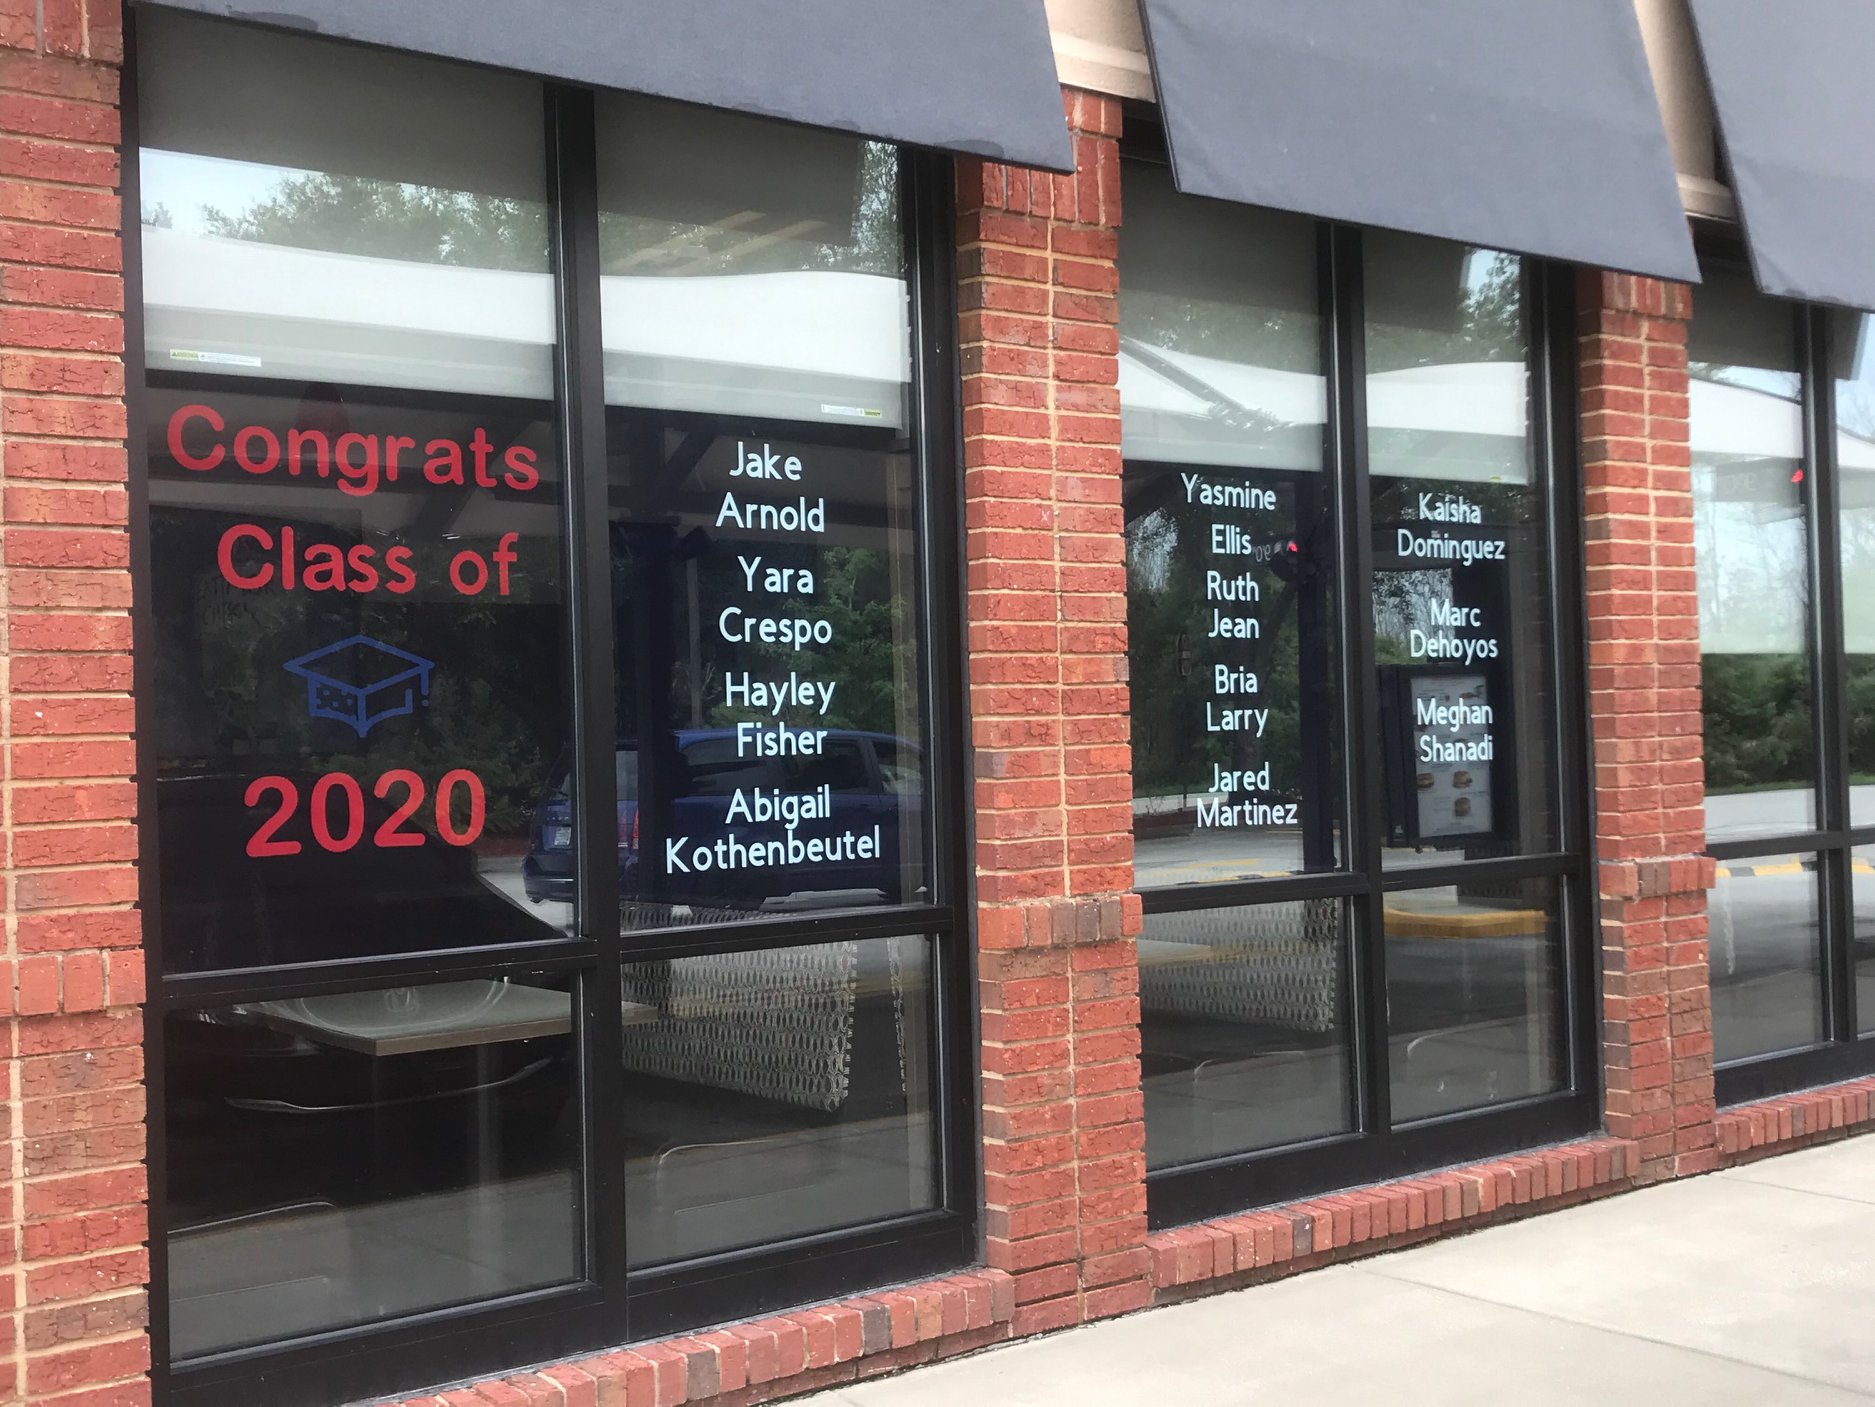 Congrats
Class of
2020
Jake
Arnold
Yara
Crespo
Hayley
Fisher
Abigail
Kothenbeutel
Yasmine
Ellis
Ruth
Jean
Bria
Larry
Jared
Martinez
Kaisha
Dominguez
Marc
Dehoyos
Meghan
Shanadi